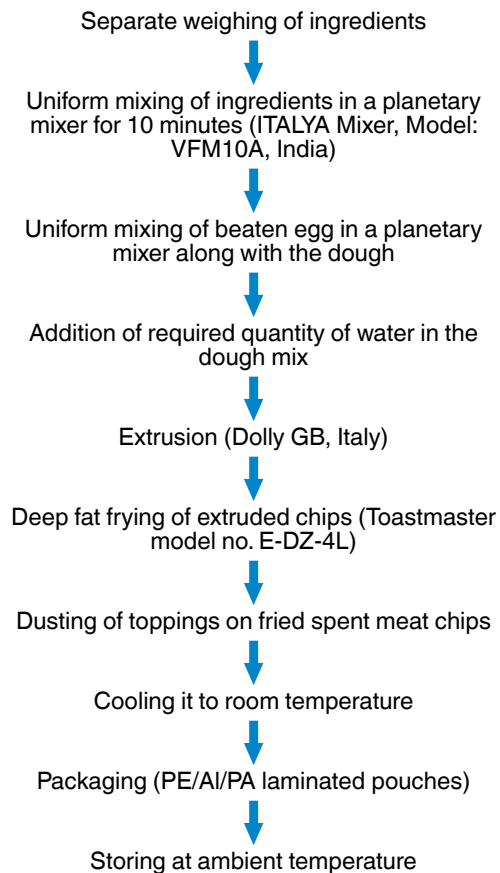 Separate weighing of ingredients
Uniform mixing of ingredients in a planetary
mixer for 10 minutes (ITALYA Mixer, Model:
VFM10A, India)
Uniform mixing of beaten egg in a planetary
mixer along with the dough
Addition of required quantity of water in the
dough mix
Extrusion (Dolly GB, Italy)
Deep fat frying of extruded chips (Toastmaster
model no. E-DZ-4L)
Dusting of toppings on fried spent meat chips
Cooling it to room temperature
Packaging (PE/Al/PA laminated pouches)
Storing at ambient temperature